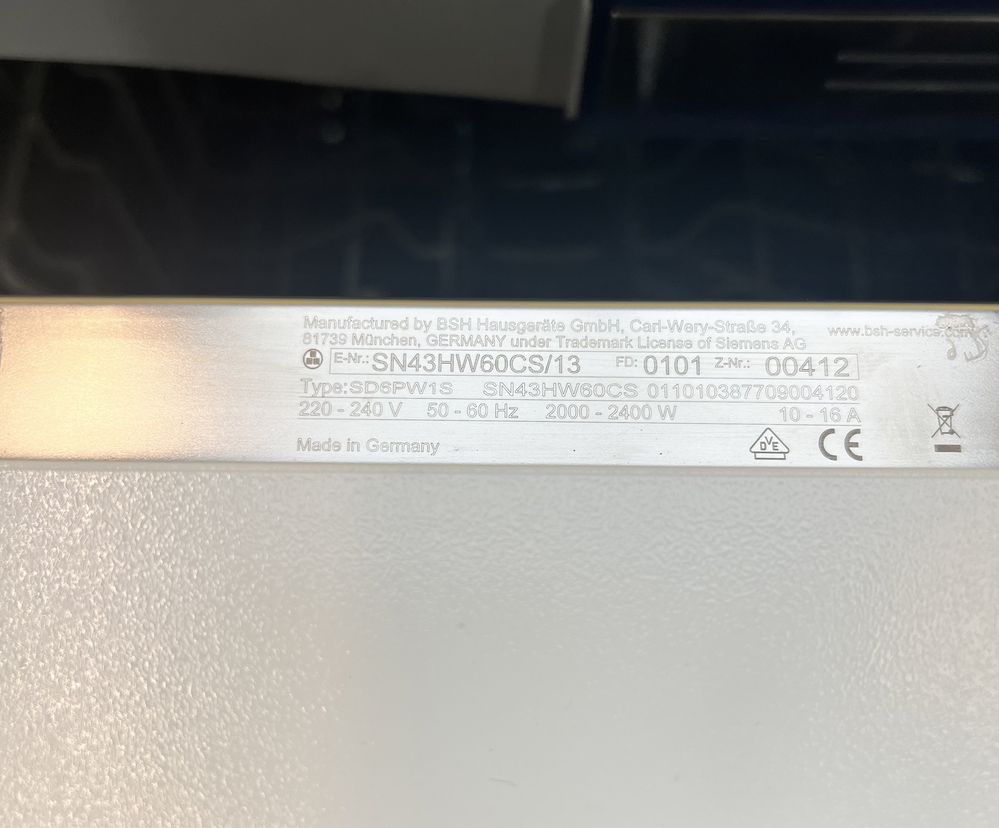 Manufactured by BSH Hausgeräte GmbH, Carl-Wery-Straße 34,
81739 München, GERMANY under Trademark License of Siemens AG
www.bsh-service.com
E-Nr.: SN43HW60CS/13 FD: 0101 Z-Nr.: 00412
Type:SD6PW1S SN43HW60CS 011010387709004120
220 - 240 V 50 - 60 Hz 2000 - 2400 W 10 - 16 A
Made in Germany
DVE CE